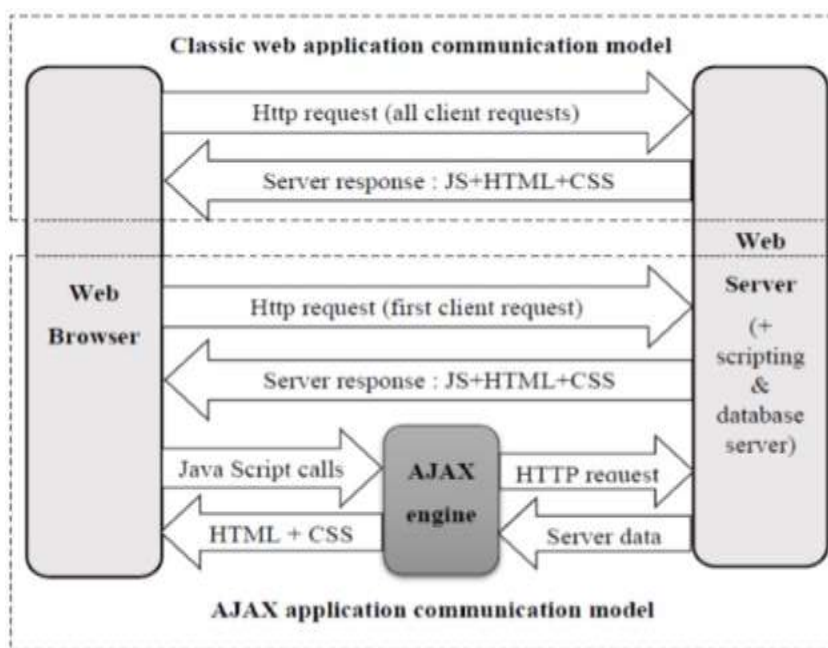 Classic web application communication model
Http request (all client requests)
Server response : JS+HTML+CSS
Web
Browser
Web
Server
(+
scripting
&
database
server)
Http request (first client request)
Server response : JS+HTML+CSS
Java Script calls
AJAX
engine
HTTP request
HTML + CSS
Server data
AJAX application communication model